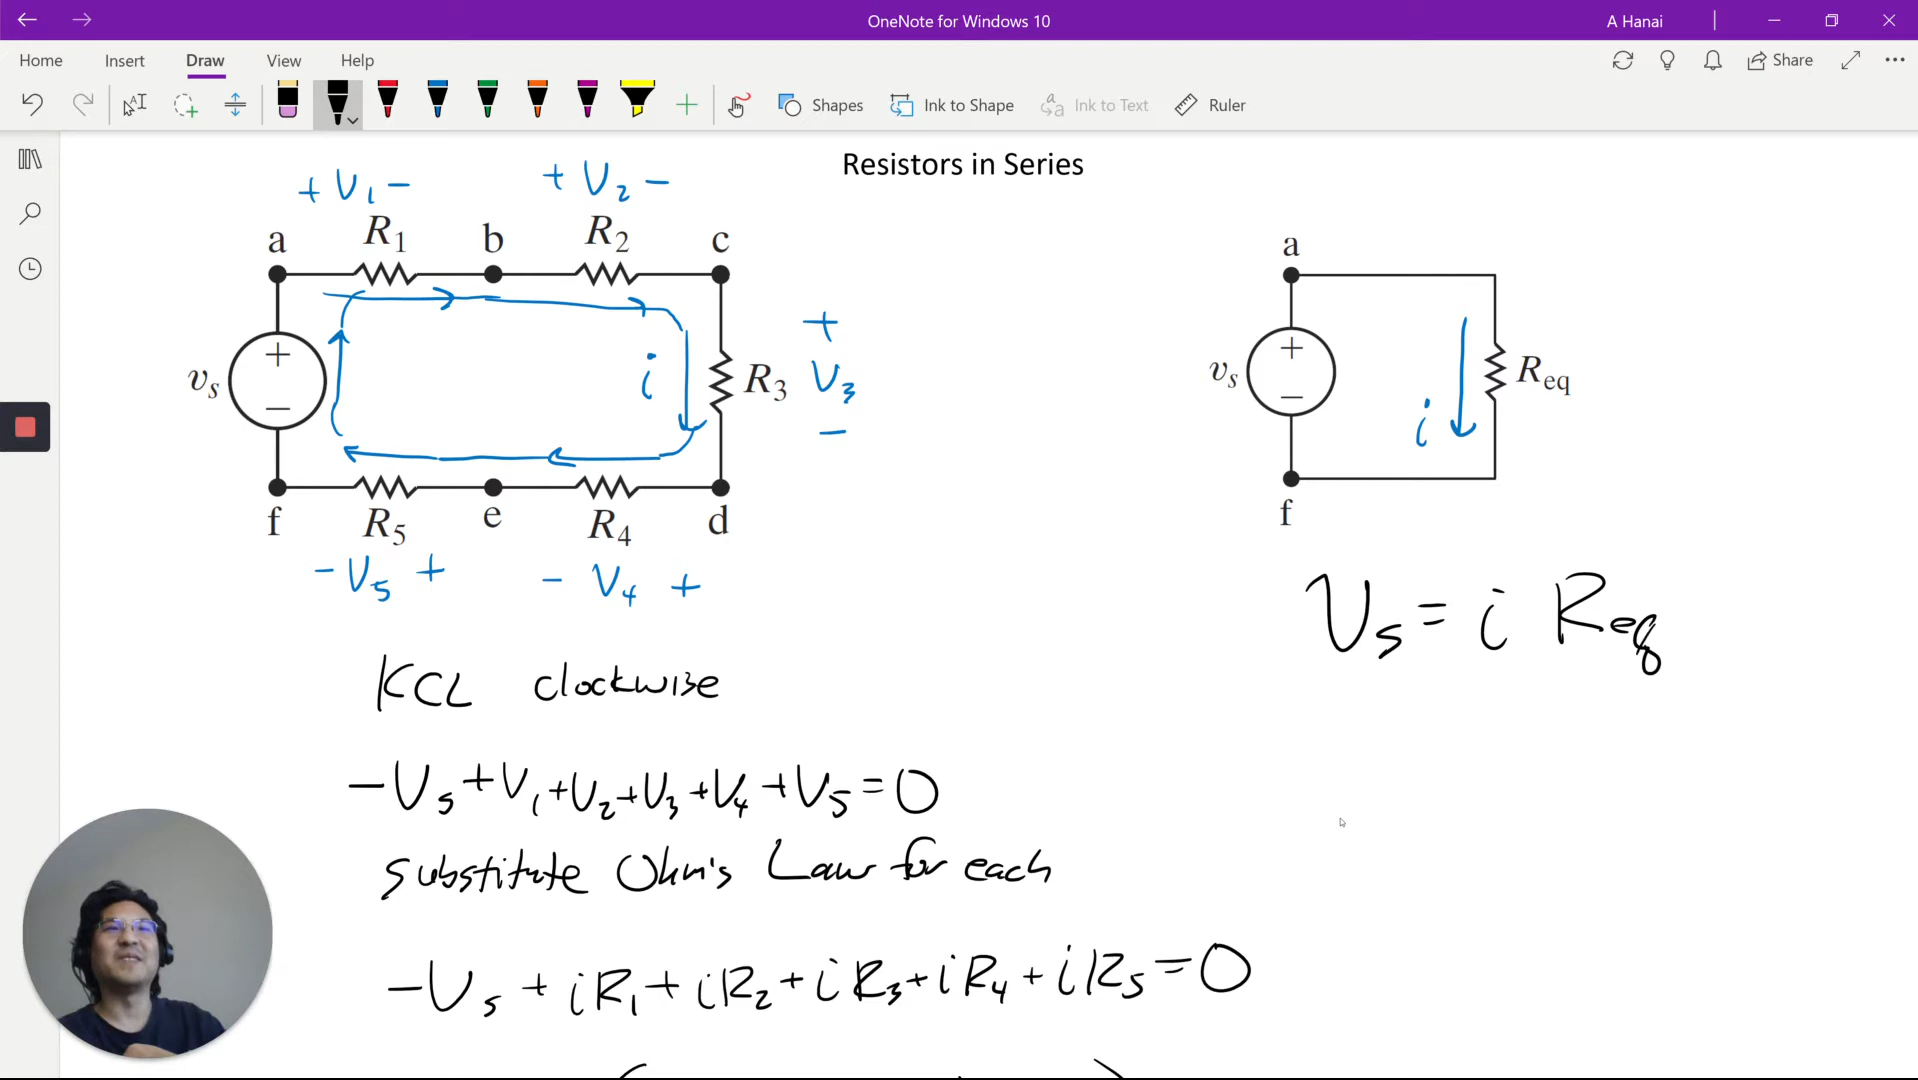 OneNote for Windows 10
A Hanai
Home Insert Draw View Help
Share
Shapes
Ink to Shape
Ink to Text
Ruler
Resistors in Series
+ V1 -
+ V2 -
a R1 b R2 c
vs + -
i
R3
+
V3
-
f R5 e R4 d
- V5 +
- V4 +
a
vs + -
i
Req
f
Vs = i Req
KCL clockwise
-Vs + V1 + V2 + V3 + V4 + V5 = 0
substitute Ohm's Law for each
-Vs + iR1 + iR2 + iR3 + iR4 + iR5 = 0